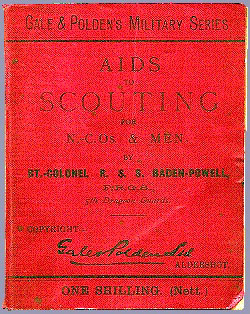 GALE & POLDEN'S MILITARY SERIES
AIDS
TO
SCOUTING
FOR
N.-C.Os. & MEN
BY
BT.-COLONEL R. S. S. BADEN-POWELL,
F.R.G.S.
5th Dragoon Guards.
COPYRIGHT.
Gale & Polden Ltd
ALDERSHOT.
ONE SHILLING. (Nett.)